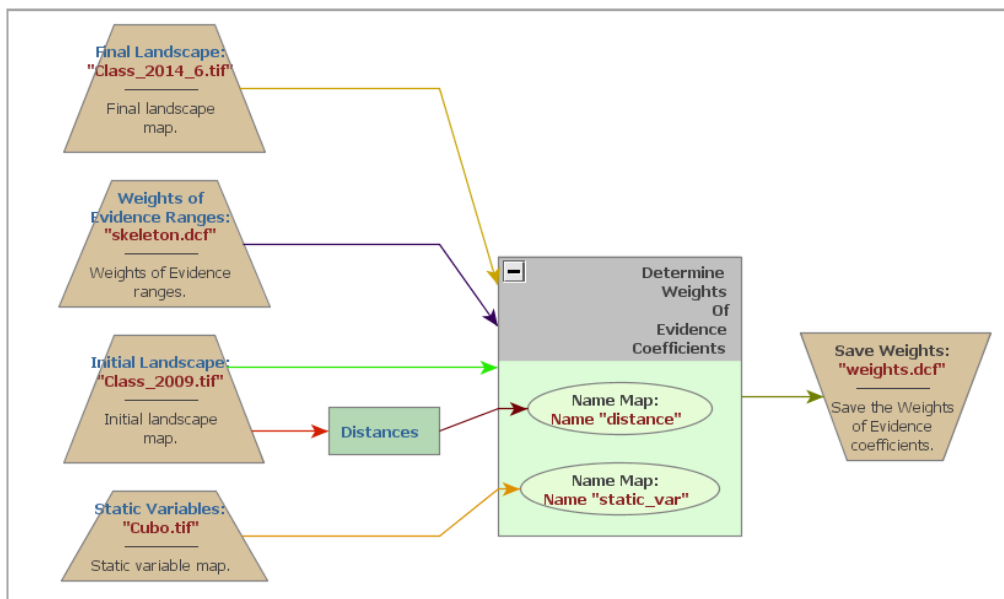 Final Landscape:
"Class_2014_6.tif"
Final landscape
map.
Weights of
Evidence Ranges:
"skeleton.dcf"
Weights of Evidence
ranges.
Initial Landscape:
"Class_2009.tif"
Initial landscape
map.
Distances
Static Variables:
"Cubo.tif"
Static variable map.
Determine
Weights
Of
Evidence
Coefficients
Name Map:
Name "distance"
Name Map:
Name "static_var"
Save Weights:
"weights.dcf"
Save the Weights
of Evidence
coefficients.